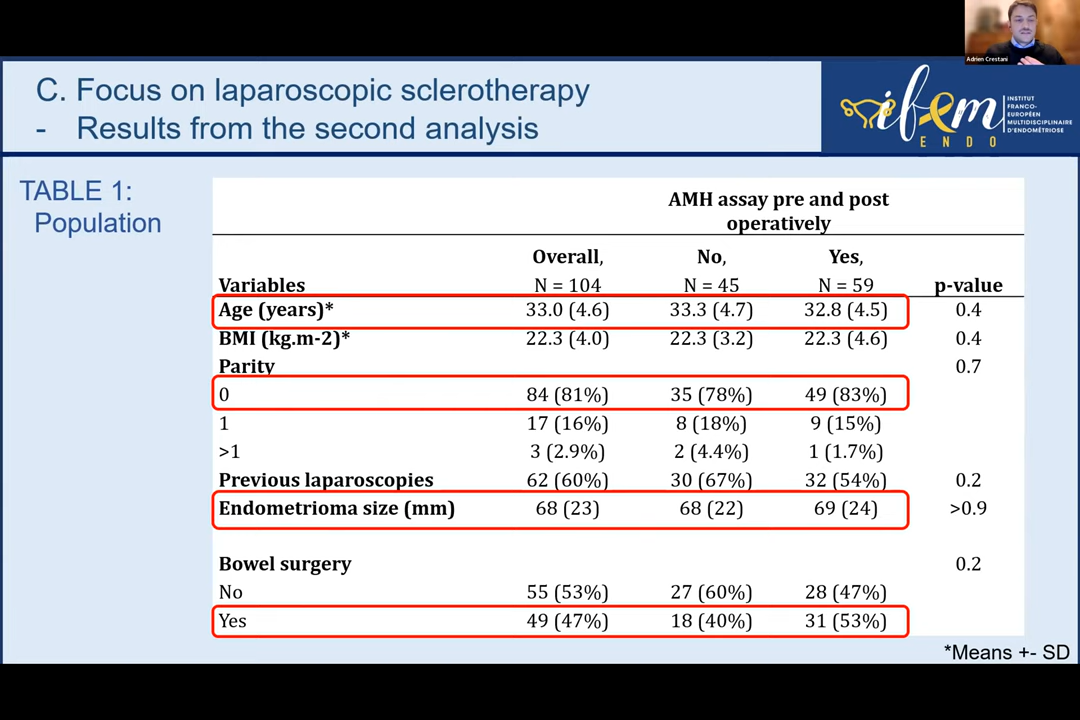 Adrien Crestani
C. Focus on laparoscopic sclerotherapy
- Results from the second analysis
ifem
ENDO
INSTITUT
FRANCO-
EUROPÉEN
MULTIDISCIPLINAIRE
D'ENDOMÉTRIOSE
TABLE 1:
Population
AMH assay pre and post
operatively
Overall, No, Yes,
Variables N = 104 N = 45 N = 59 p-value
Age (years)* 33.0 (4.6) 33.3 (4.7) 32.8 (4.5) 0.4
BMI (kg.m-2)* 22.3 (4.0) 22.3 (3.2) 22.3 (4.6) 0.4
Parity 0.7
0 84 (81%) 35 (78%) 49 (83%)
1 17 (16%) 8 (18%) 9 (15%)
>1 3 (2.9%) 2 (4.4%) 1 (1.7%)
Previous laparoscopies 62 (60%) 30 (67%) 32 (54%) 0.2
Endometrioma size (mm) 68 (23) 68 (22) 69 (24) >0.9
Bowel surgery 0.2
No 55 (53%) 27 (60%) 28 (47%)
Yes 49 (47%) 18 (40%) 31 (53%)
*Means +- SD